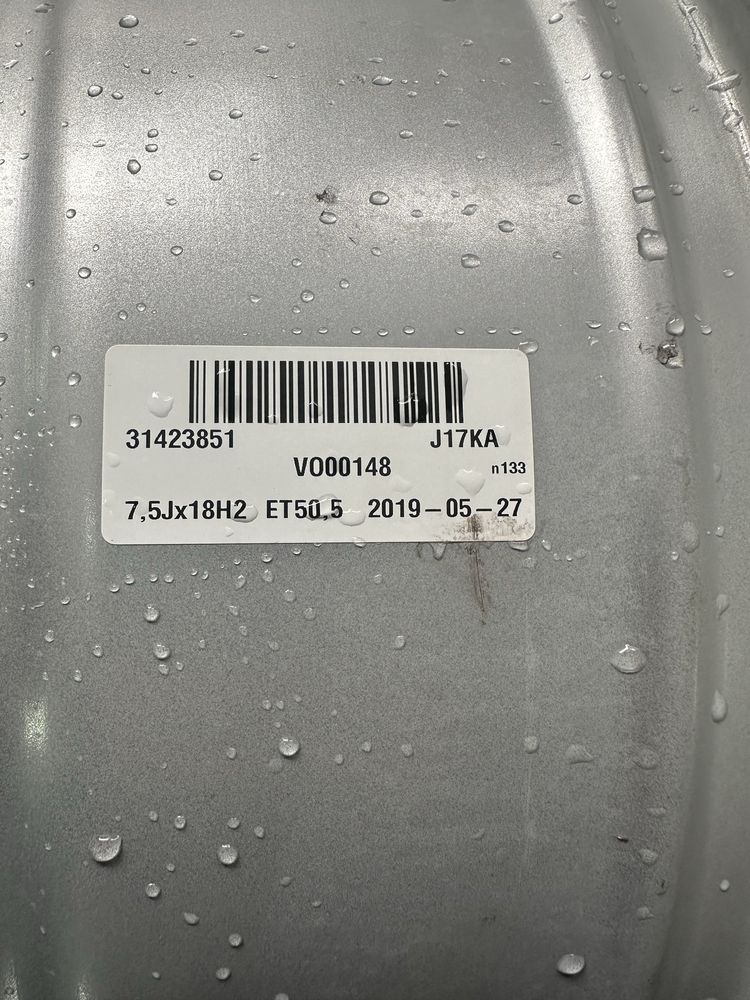 31423851 J17KA
VO00148 n133
7,5Jx18H2 ET50,5 2019-05-27